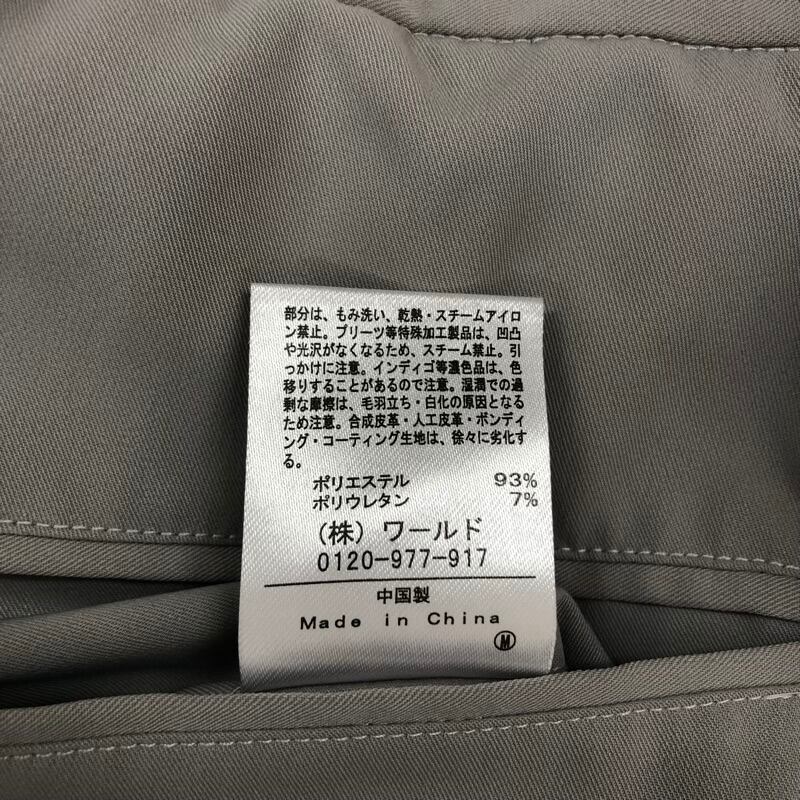 部分は、もみ洗い、乾熱・スチームアイロ
ン禁止。プリーツ等特殊加工製品は、凹凸
や光沢がなくなるため、スチーム禁止。引
っかけに注意。インディゴ等濃色品は、色
移りすることがあるので注意。湿潤での過
剰な摩擦は、毛羽立ち・白化の原因となる
ため注意。合成皮革・人工皮革・ボンディ
ング・コーティング生地は、徐々に劣化す
る。
ポリエステル 93%
ポリウレタン 7%
(株)ワールド
0120-977-917
中国製
Made in China
M